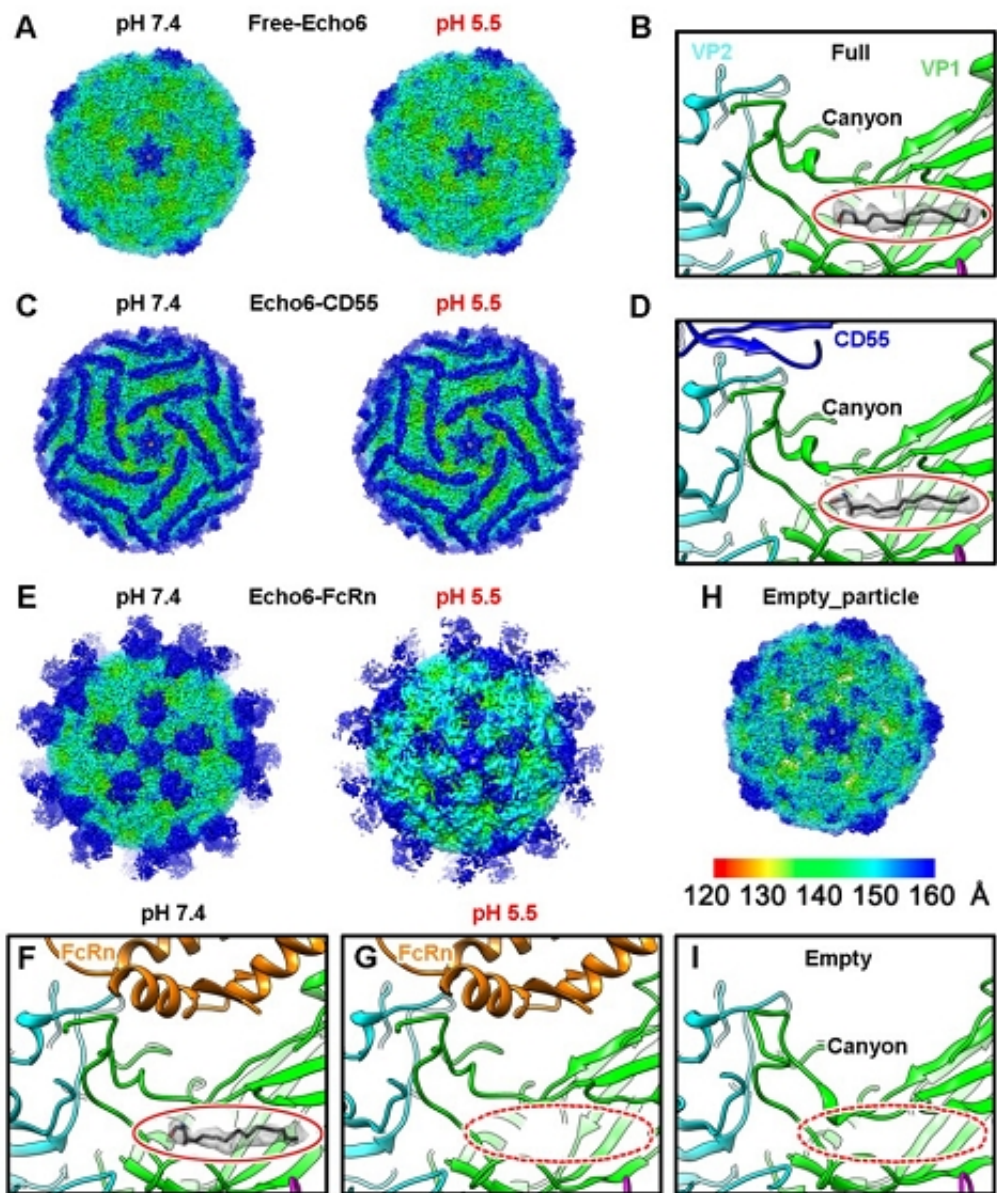 A
pH 7.4 Free-Echo6 pH 5.5
B
VP2 Full VP1
Canyon
C
pH 7.4 Echo6-CD55 pH 5.5
D
CD55
Canyon
E
pH 7.4 Echo6-FcRn pH 5.5
H
Empty_particle
120 130 140 150 160 Å
pH 7.4 pH 5.5
F
FcRn
G
FcRn
I
Empty
Canyon